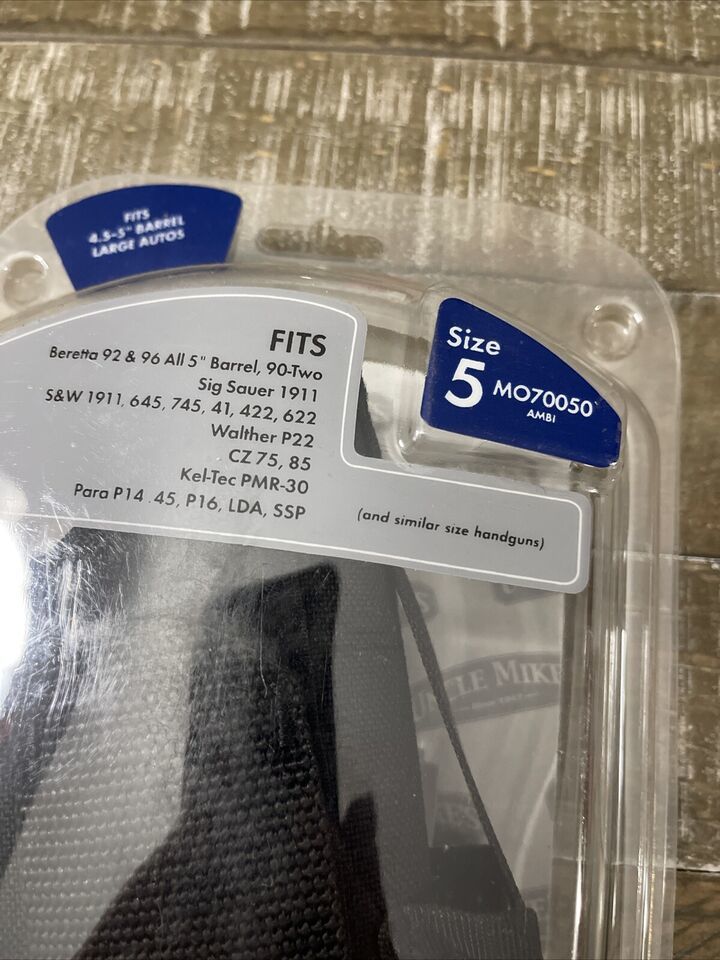 FITS
4.5-5" BARREL
LARGE AUTOS
FITS
Beretta 92 & 96 All 5" Barrel, 90-Two
Sig Sauer 1911
S&W 1911, 645, 745, 41, 422, 622
Walther P22
CZ 75, 85
Kel-Tec PMR-30
Para P14 .45, P16, LDA, SSP
(and similar size handguns)
Size
5 MO70050
AMBI
UNCLE MIKE